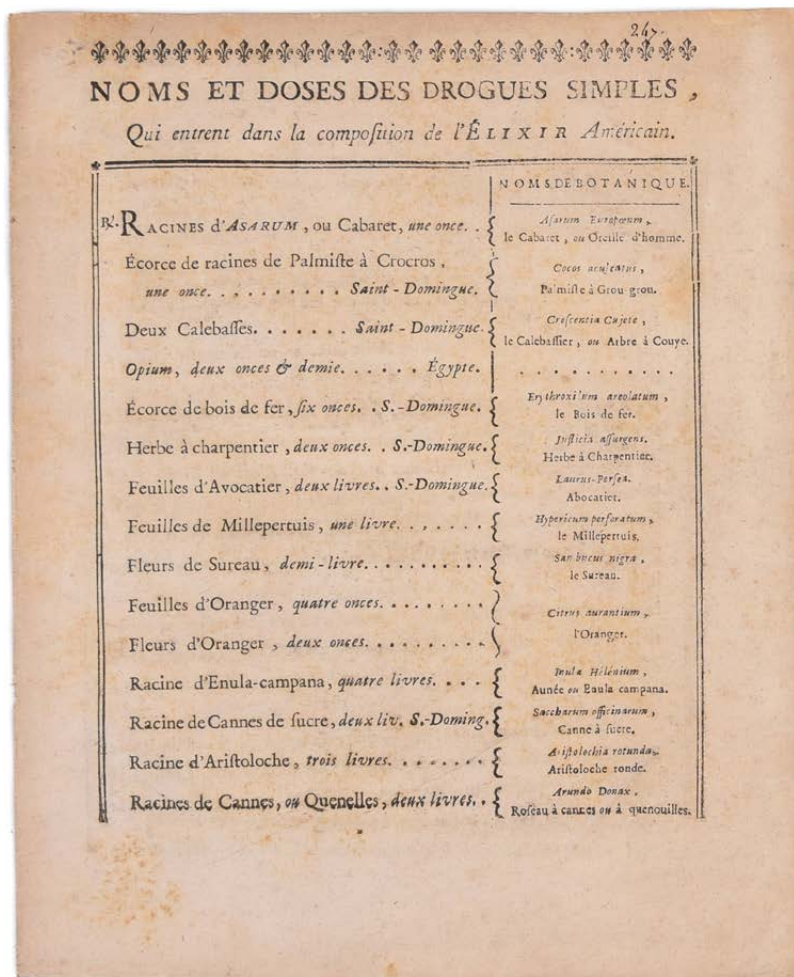 267.
NOMS ET DOSES DES DROGUES SIMPLES,
Qui entrent dans la compoſition de l'ÉLIXIR Américain.
NOMS DE BOTANIQUE.
℞. RACINES d'ASARUM, ou Cabaret, une once. .
Aſarum Europœum,
le Cabaret, ou Oreille d'homme.
Écorce de racines de Palmiſte à Crocros,
une once. . . . . . . . . . Saint-Domingue.
Cocos aculeatus,
Palmiſte à Grou-grou.
Deux Calebaſſes. . . . . . . Saint-Domingue.
Creſcentia Cujete,
le Calebaſſier, ou Arbre à Couye.
Opium, deux onces & demie. . . . . . Égypte.
. . . . . . . . . . .
Écorce de bois de fer, ſix onces. . S.-Domingue.
Erythroxilum areolatum,
le Bois de fer.
Herbe à charpentier, deux onces. . S.-Domingue.
Juſticia aſſurgens.
Herbe à Charpentier.
Feuilles d'Avocatier, deux livres. . S.-Domingue.
Laurus-Perſea.
Abocatier.
Feuilles de Millepertuis, une livre. . . . . . .
Hypericum perforatum,
le Millepertuis.
Fleurs de Sureau, demi-livre. . . . . . . . . . .
Sanbucus nigra,
le Sureau.
Feuilles d'Oranger, quatre onces. . . . . . . . .
Fleurs d'Oranger, deux onces. . . . . . . . . .
Citrus aurantium,
l'Oranger.
Racine d'Enula-campana, quatre livres. . . .
Inula Hélénium,
Aunée ou Enula campana.
Racine de Cannes de ſucre, deux liv. S.-Doming.
Saccharum officinarum,
Canne à ſucre.
Racine d'Ariſtoloche, trois livres. . . . . . . .
Ariſtolochia rotunda.
Ariſtoloche ronde.
Racines de Cannes, ou Quenelles, deux livres. .
Arundo Donax,
Roſeau à cannes ou à quenouilles.